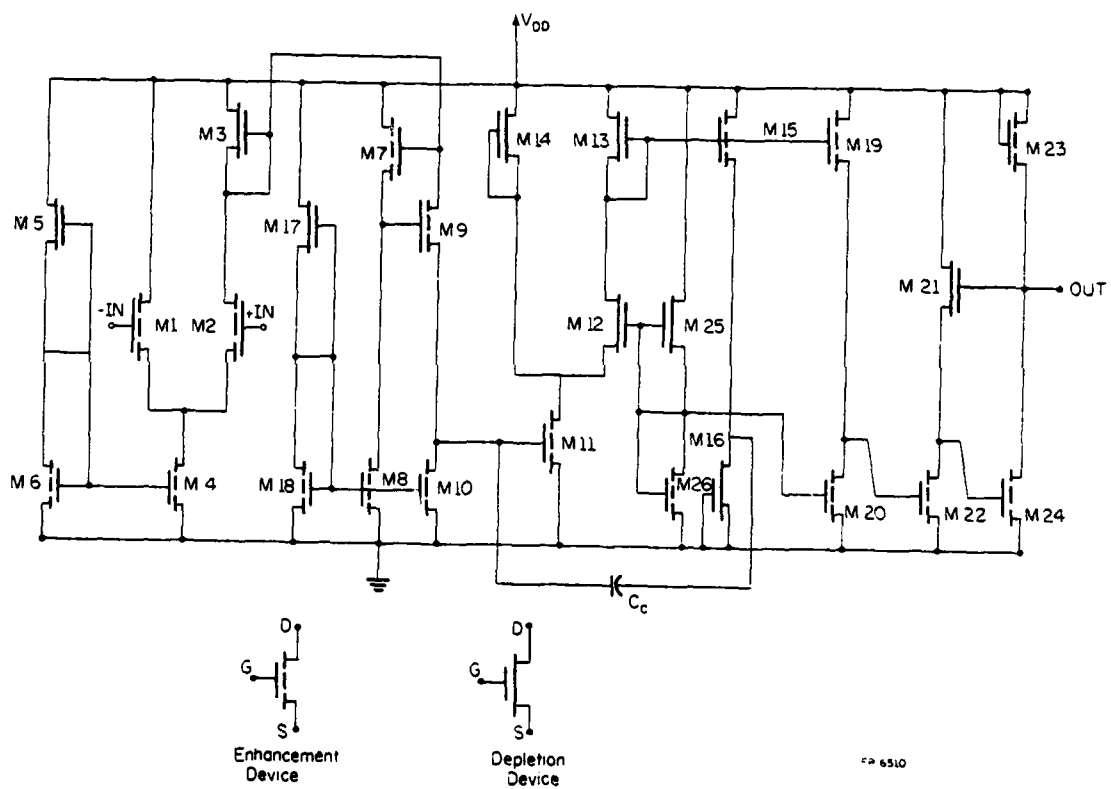 VDD
M3
M7
M14
M13
M15
M19
M23
M5
M17
M9
M21
OUT
-IN
M1
M2
+IN
M12
M25
M11
M16
M6
M4
M18
M8
M10
M26
M20
M22
M24
Cc
D
G
S
Enhancement
Device
D
G
S
Depletion
Device